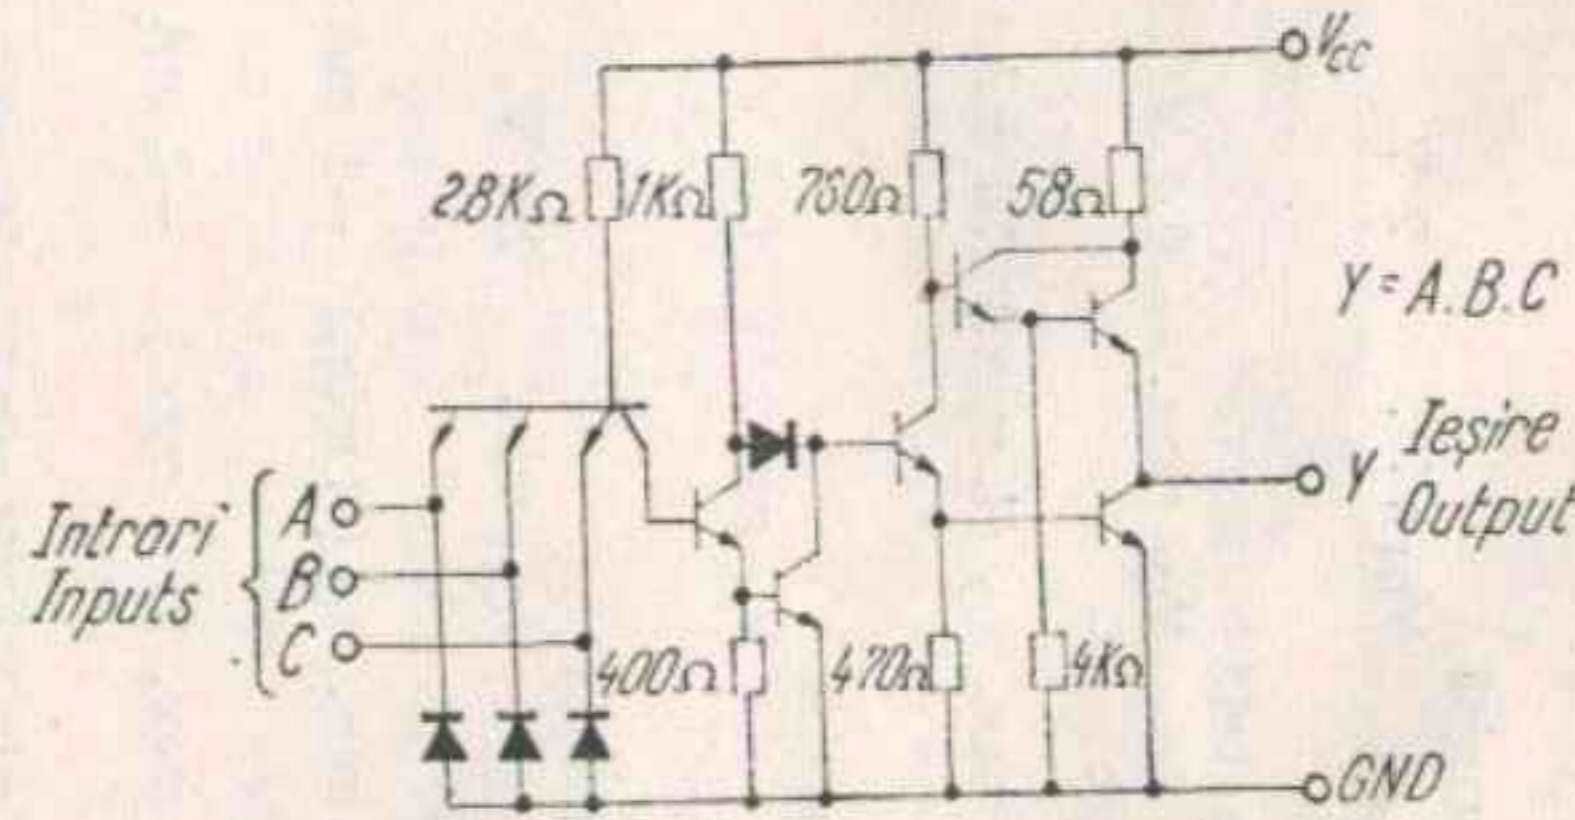 Vcc
2.8KΩ
1KΩ
760Ω
58Ω
Y = A.B.C
Intrari
Inputs
A
B
C
Y
Ieşire
Output
400Ω
470Ω
4KΩ
GND